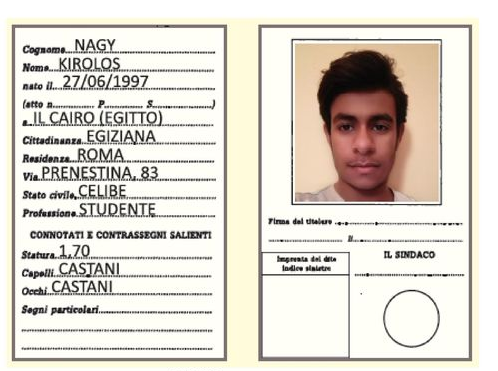 Cognome NAGY
Nome KIROLOS
nato il 27/06/1997
(atto n. P. S. )
a IL CAIRO (EGITTO)
Cittadinanza EGIZIANA
Residenza ROMA
Via PRENESTINA, 83
Stato civile CELIBE
Professione STUDENTE
CONNOTATI E CONTRASSEGNI SALIENTI
Statura 1,70
Capelli CASTANI
Occhi CASTANI
Segni particolari
Firma del titolare
li
Impronta del dito
indice sinistro
IL SINDACO